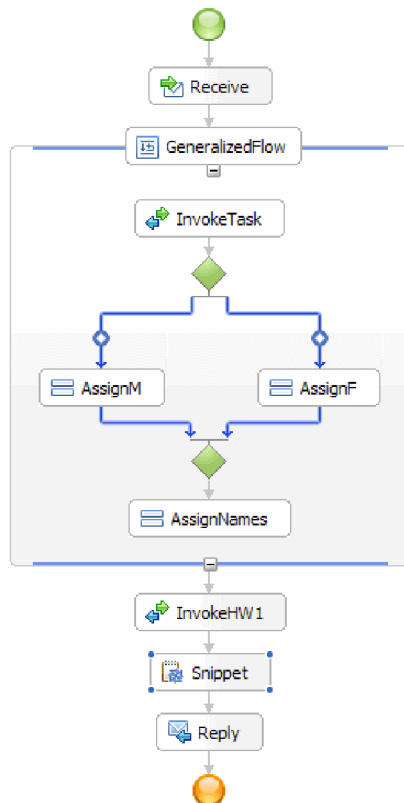 Receive
GeneralizedFlow
InvokeTask
AssignM
AssignF
AssignNames
InvokeHW1
Snippet
Reply